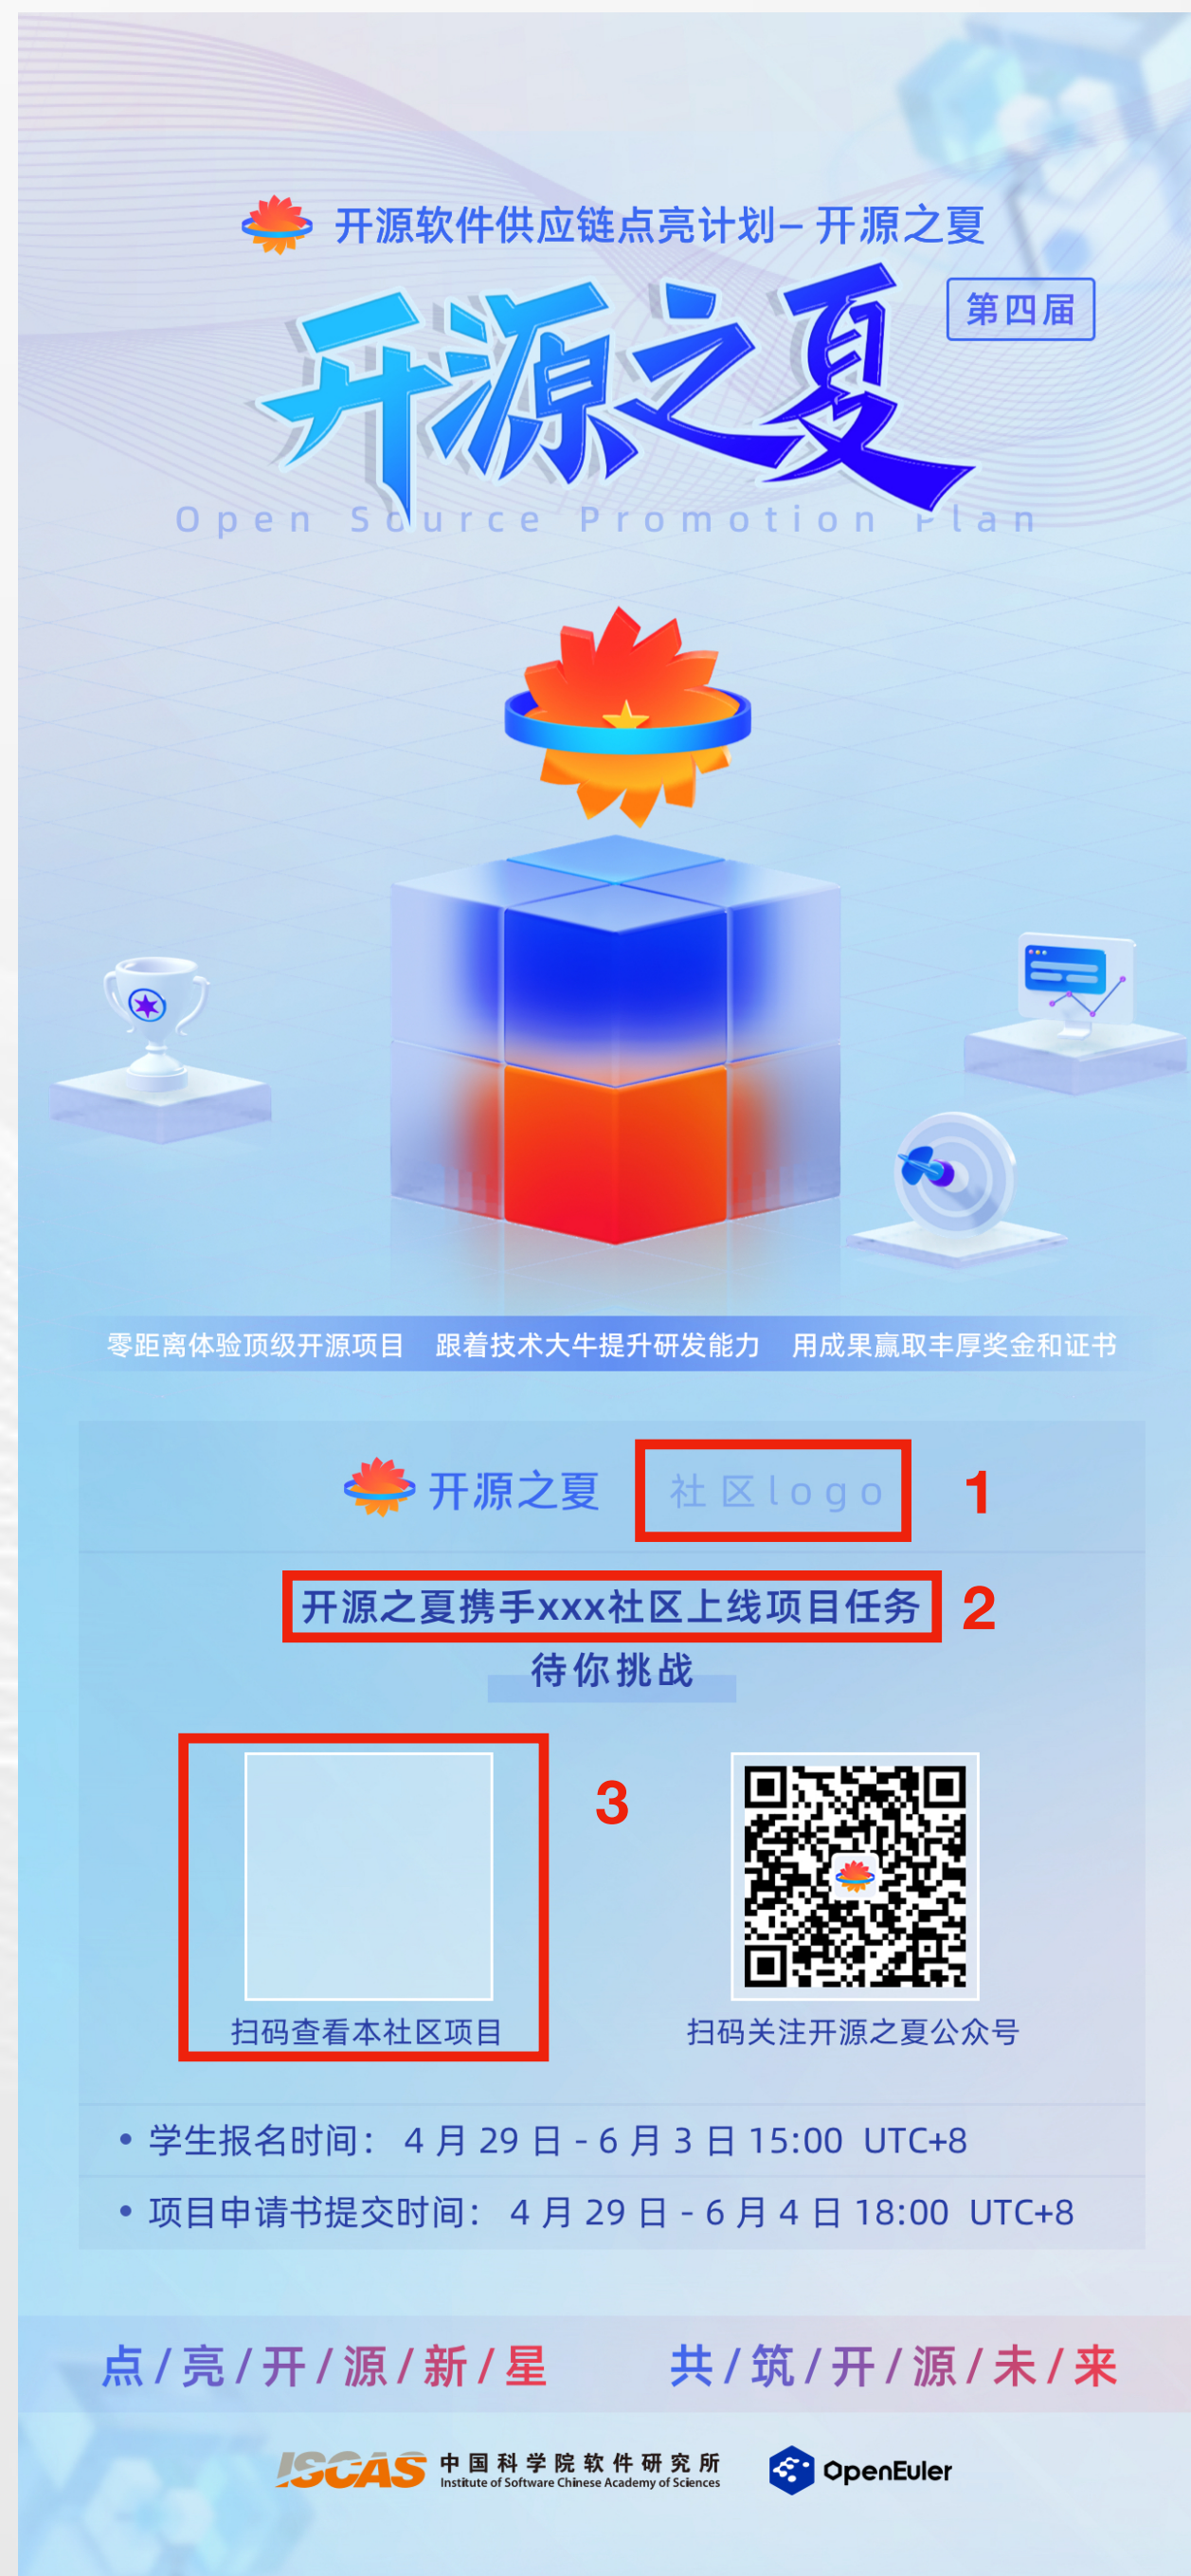 开源软件供应链点亮计划– 开源之夏
开源之夏
第四届
Open Source Promotion Plan
零距离体验顶级开源项目 跟着技术大牛提升研发能力 用成果赢取丰厚奖金和证书
开源之夏 社区logo 1
开源之夏携手xxx社区上线项目任务 2
待你挑战
3
扫码查看本社区项目 扫码关注开源之夏公众号
• 学生报名时间： 4 月 29 日 - 6 月 3 日 15:00 UTC+8
• 项目申请书提交时间： 4 月 29 日 - 6 月 4 日 18:00 UTC+8
点/亮/开/源/新/星 共/筑/开/源/未/来
ISCAS 中国科学院软件研究所 OpenEuler
Institute of Software Chinese Academy of Sciences